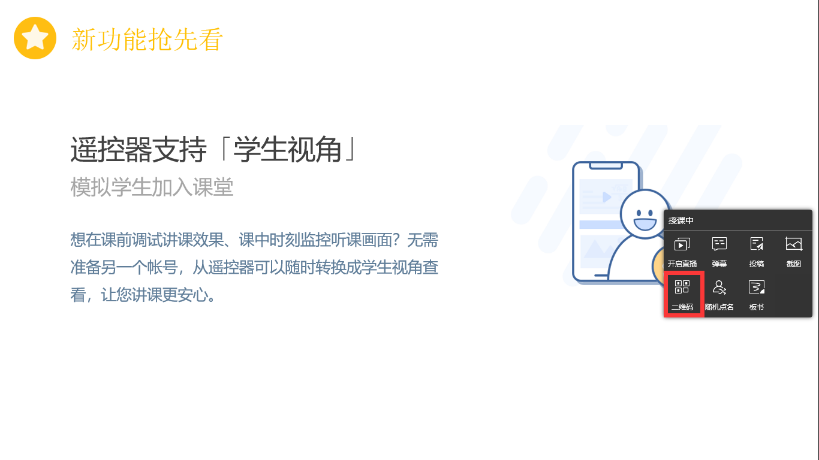 新功能抢先看
遥控器支持「学生视角」
模拟学生加入课堂
想在课前调试讲课效果、课中时刻监控听课画面？无需
准备另一个帐号，从遥控器可以随时转换成学生视角查
看，让您讲课更安心。
授课中
开启直播 弹幕 投稿 截图
二维码 随机点名 板书